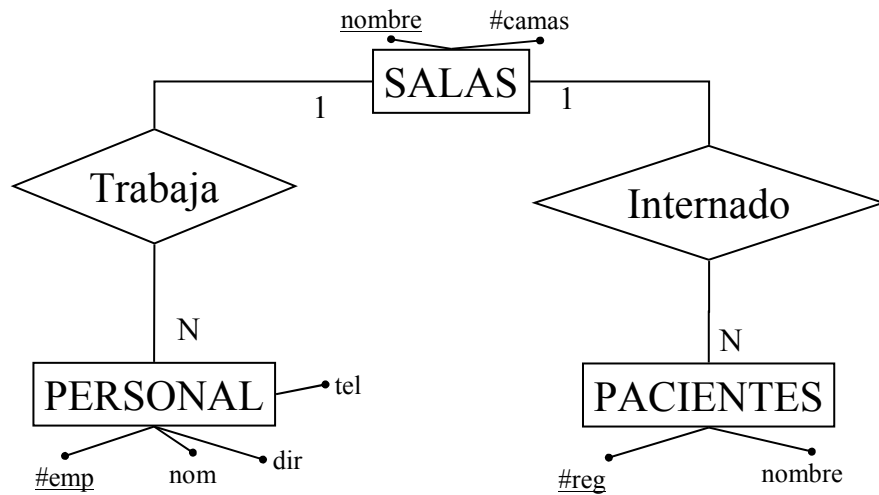 nombre
#camas
SALAS
1
1
Trabaja
Internado
N
N
PERSONAL
tel
PACIENTES
#emp
nom
dir
#reg
nombre